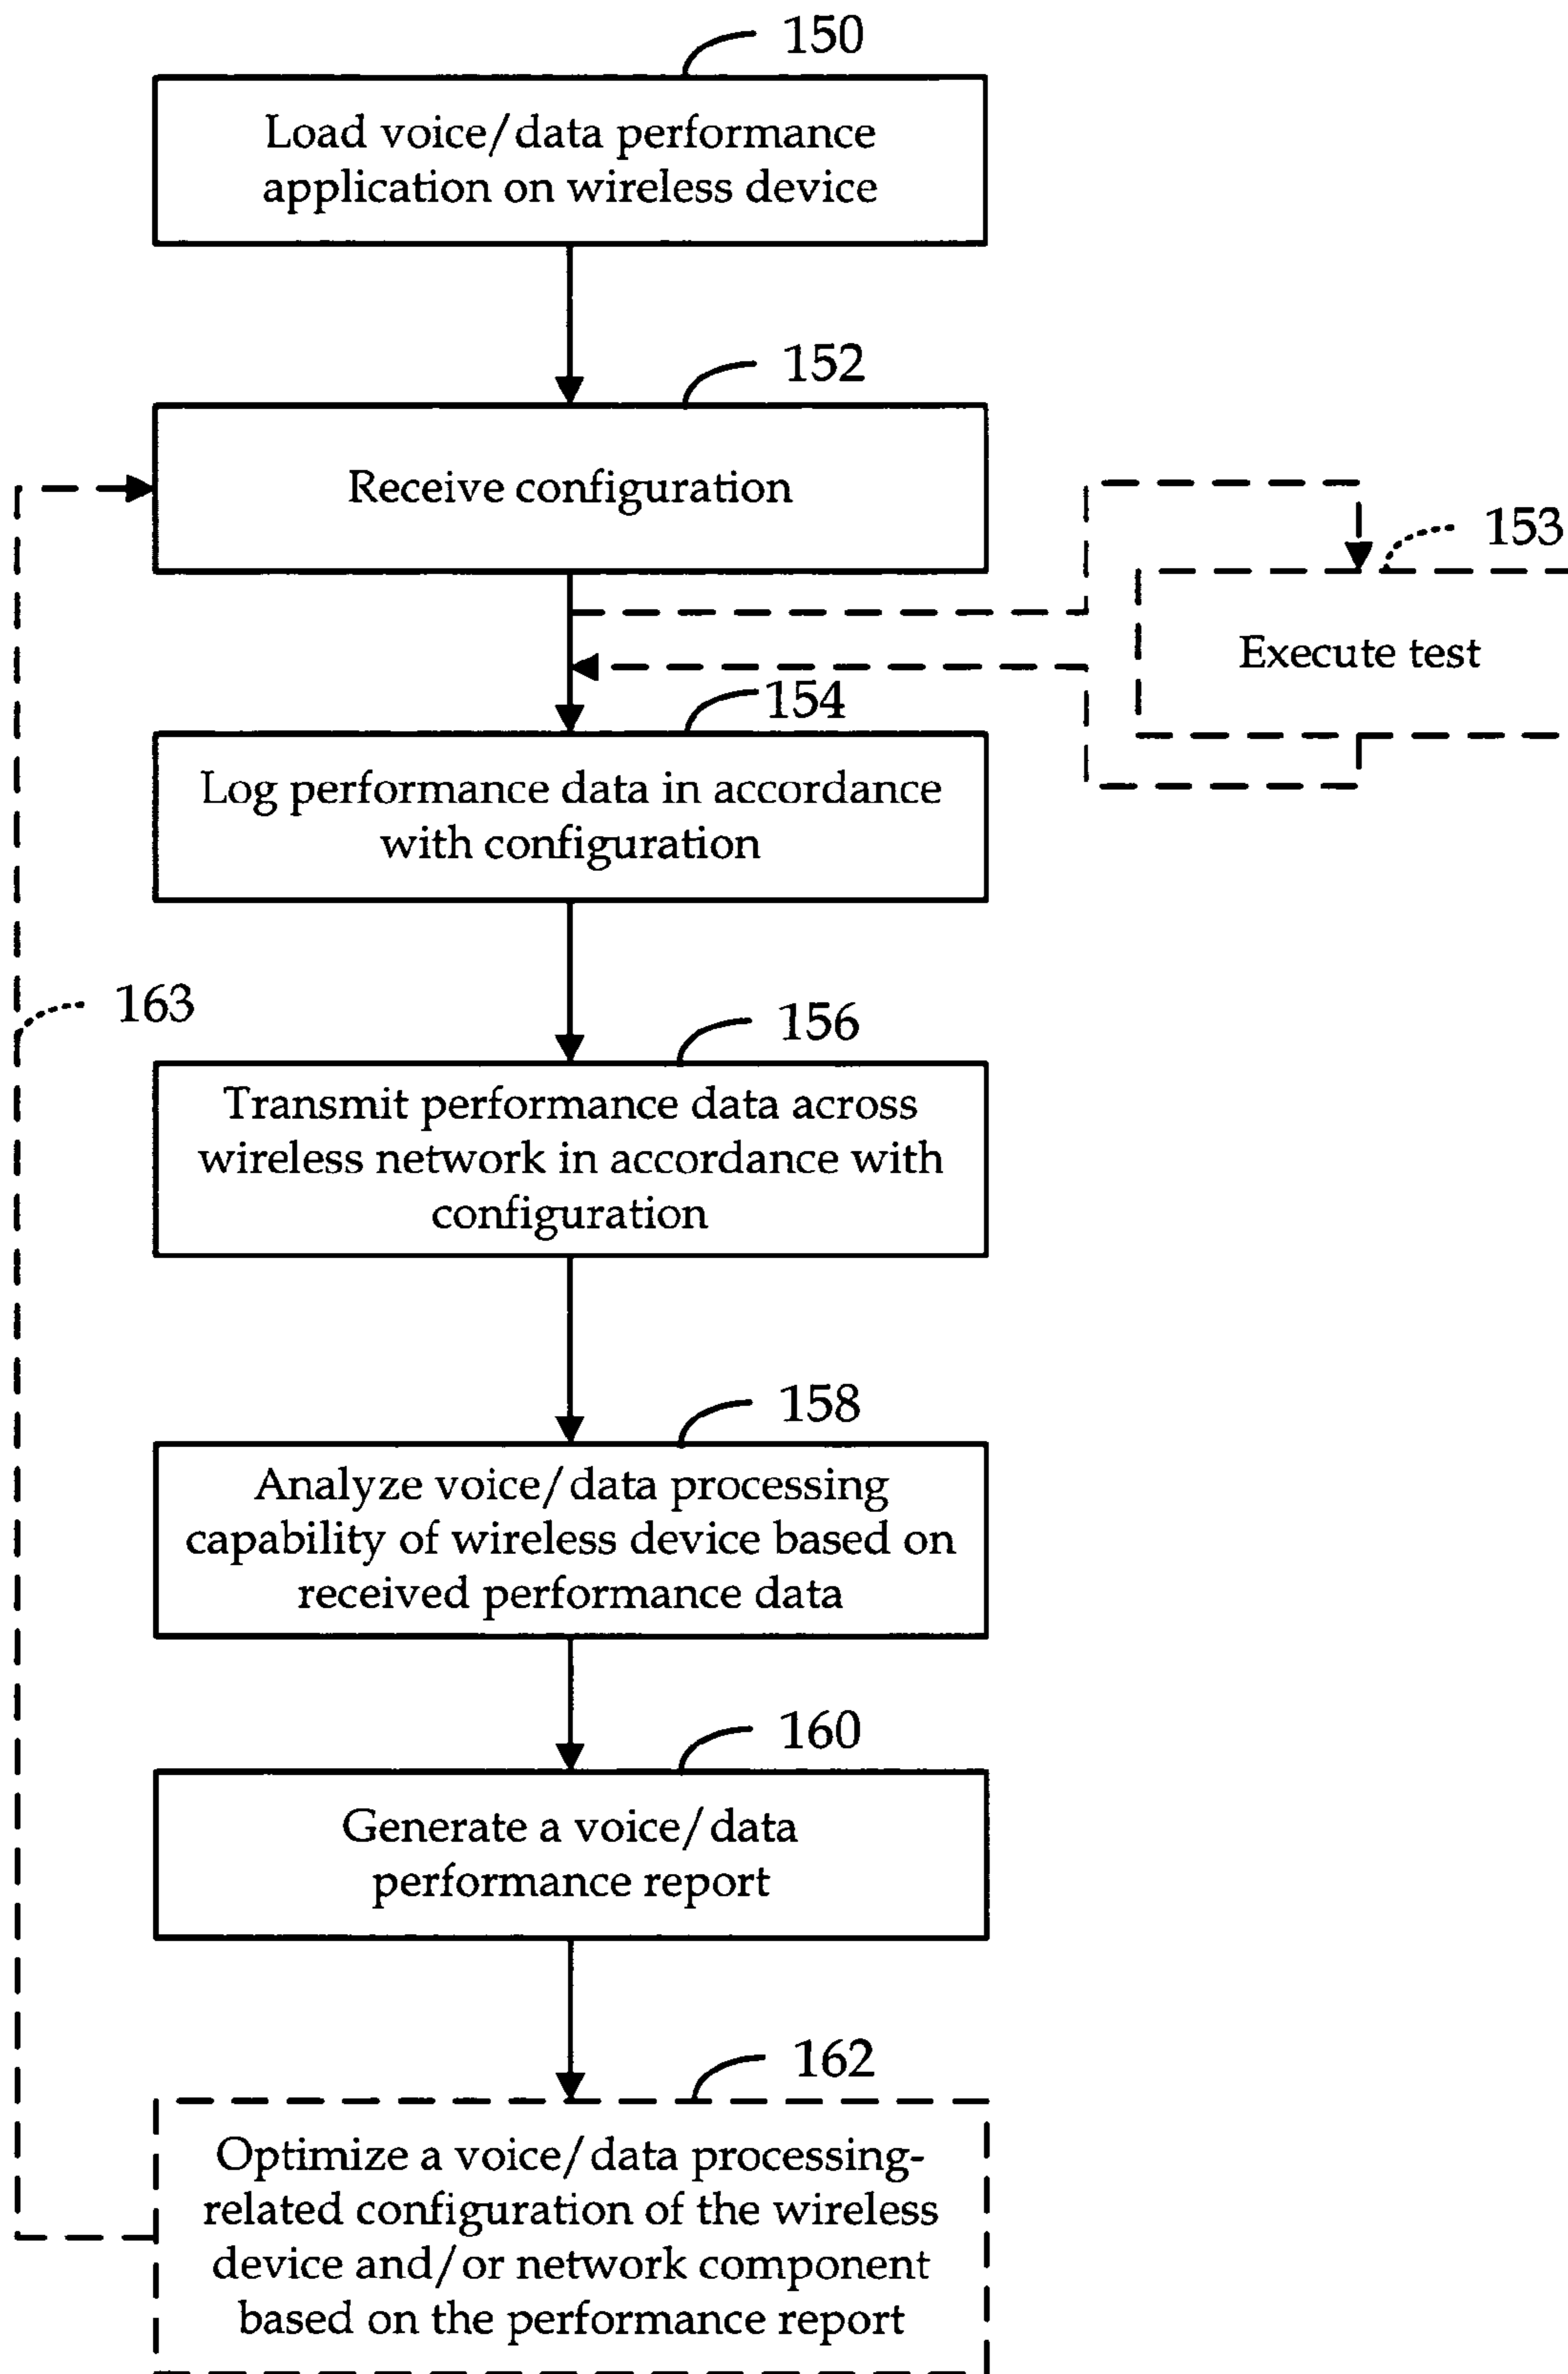 150
Load voice/data performance
application on wireless device
152
Receive configuration
153
Execute test
154
Log performance data in accordance
with configuration
163
156
Transmit performance data across
wireless network in accordance with
configuration
158
Analyze voice/data processing
capability of wireless device based on
received performance data
160
Generate a voice/data
performance report
162
Optimize a voice/data processing-
related configuration of the wireless
device and/or network component
based on the performance report